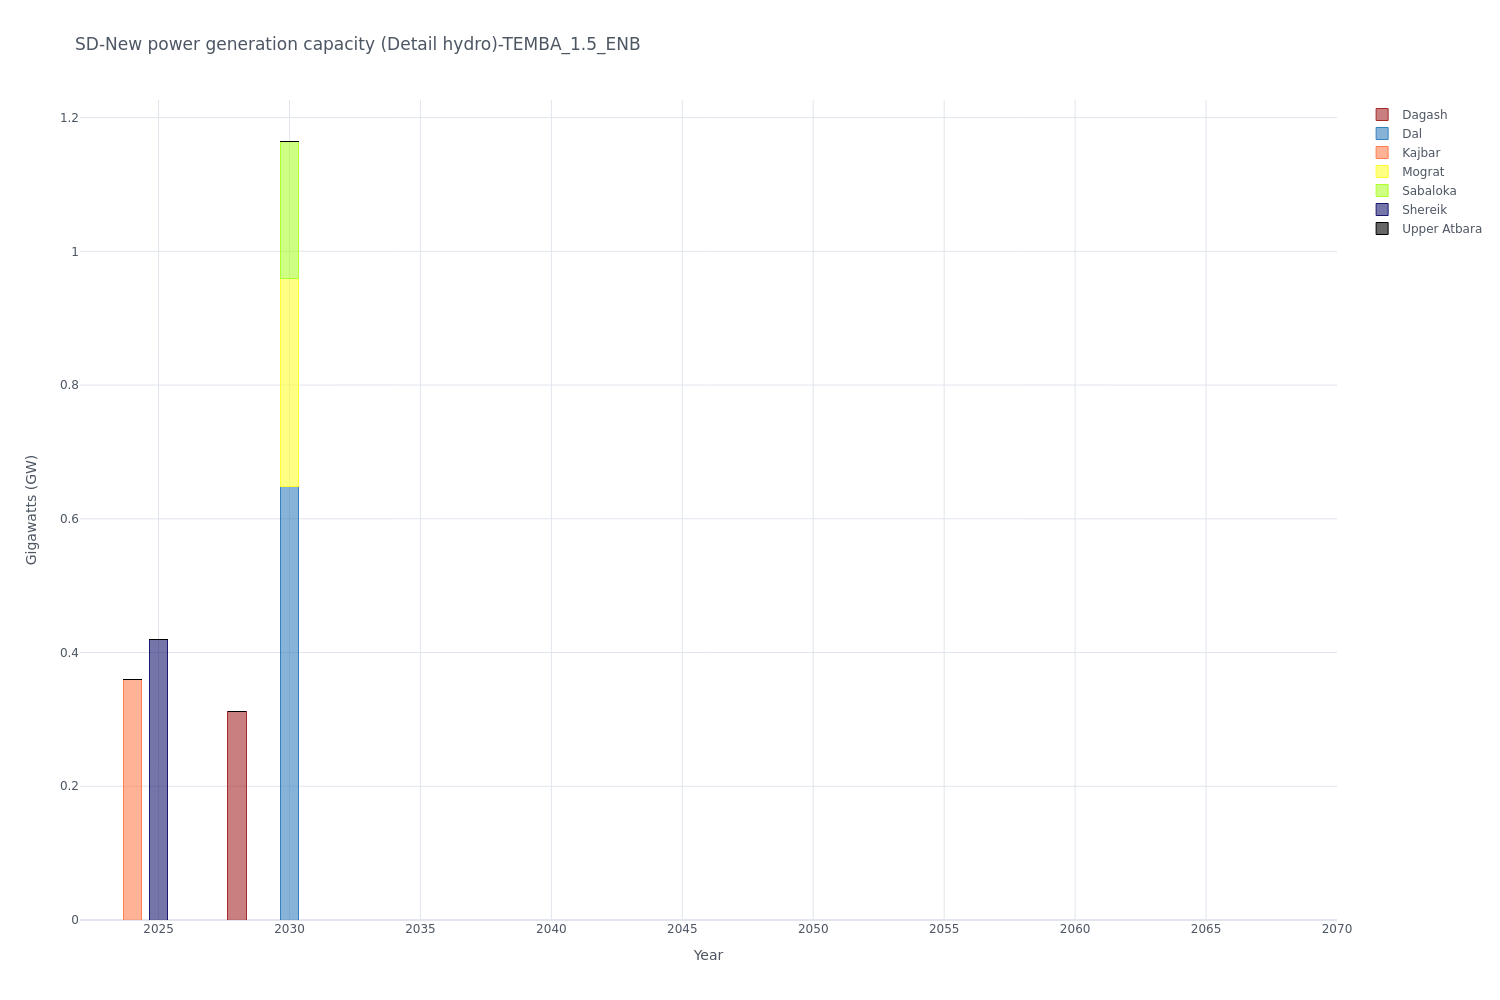 SD-New power generation capacity (Detail hydro)-TEMBA_1.5_ENB
1.2
1
0.8
0.6
0.4
0.2
0
Gigawatts (GW)
2025
2030
2035
2040
2045
2050
2055
2060
2065
2070
Year
Dagash
Dal
Kajbar
Mograt
Sabaloka
Shereik
Upper Atbara